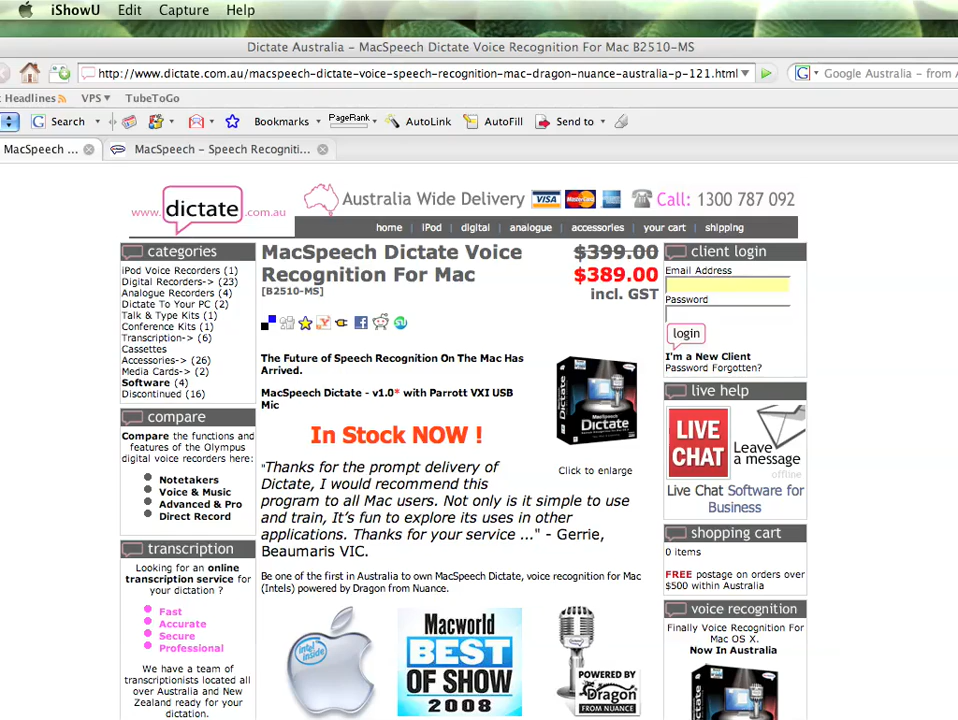 iShowU Edit Capture Help
Dictate Australia – MacSpeech Dictate Voice Recognition For Mac B2510-MS
http://www.dictate.com.au/macspeech-dictate-voice-speech-recognition-mac-dragon-nuance-australia-p-121.html
Google Australia – from A
Headlines VPS TubeToGo
Search Bookmarks PageRank AutoLink AutoFill Send to
MacSpeech ... MacSpeech – Speech Recogniti...
www.dictate.com.au
Australia Wide Delivery VISA MasterCard Call: 1300 787 092
home | iPod | digital | analogue | accessories | your cart | shipping
categories
iPod Voice Recorders (1)
Digital Recorders-> (23)
Analogue Recorders (4)
Dictate To Your PC (2)
Talk & Type Kits (1)
Conference Kits (1)
Transcription-> (6)
Cassettes
Accessories-> (26)
Media Cards-> (2)
Software (4)
Discontinued (16)
compare
Compare the functions and
features of the Olympus
digital voice recorders here:
Notetakers
Voice & Music
Advanced & Pro
Direct Record
transcription
Looking for an online
transcription service for
your dictation ?
Fast
Accurate
Secure
Professional
We have a team of
transcriptionists located all
over Australia and New
Zealand ready for your
dictation.
MacSpeech Dictate Voice
Recognition For Mac
[B2510-MS]
$399.00
$389.00
incl. GST
The Future of Speech Recognition On The Mac Has
Arrived.
MacSpeech Dictate - v1.0* with Parrott VXI USB
Mic
In Stock NOW !
MacSpeech
Dictate
Click to enlarge
"Thanks for the prompt delivery of
Dictate, I would recommend this
program to all Mac users. Not only is it simple to use
and train, It's fun to explore its uses in other
applications. Thanks for your service ..." - Gerrie,
Beaumaris VIC.
Be one of the first in Australia to own MacSpeech Dictate, voice recognition for Mac
(Intels) powered by Dragon from Nuance.
intel
inside
Macworld
BEST
OF SHOW
2008
POWERED BY
Dragon
FROM NUANCE
client login
Email Address
Password
login
I'm a New Client
Password Forgotten?
live help
LIVE
CHAT
Leave
a message
offline
Live Chat Software for
Business
shopping cart
0 items
FREE postage on orders over
$500 within Australia
voice recognition
Finally Voice Recognition For
Mac OS X.
Now In Australia